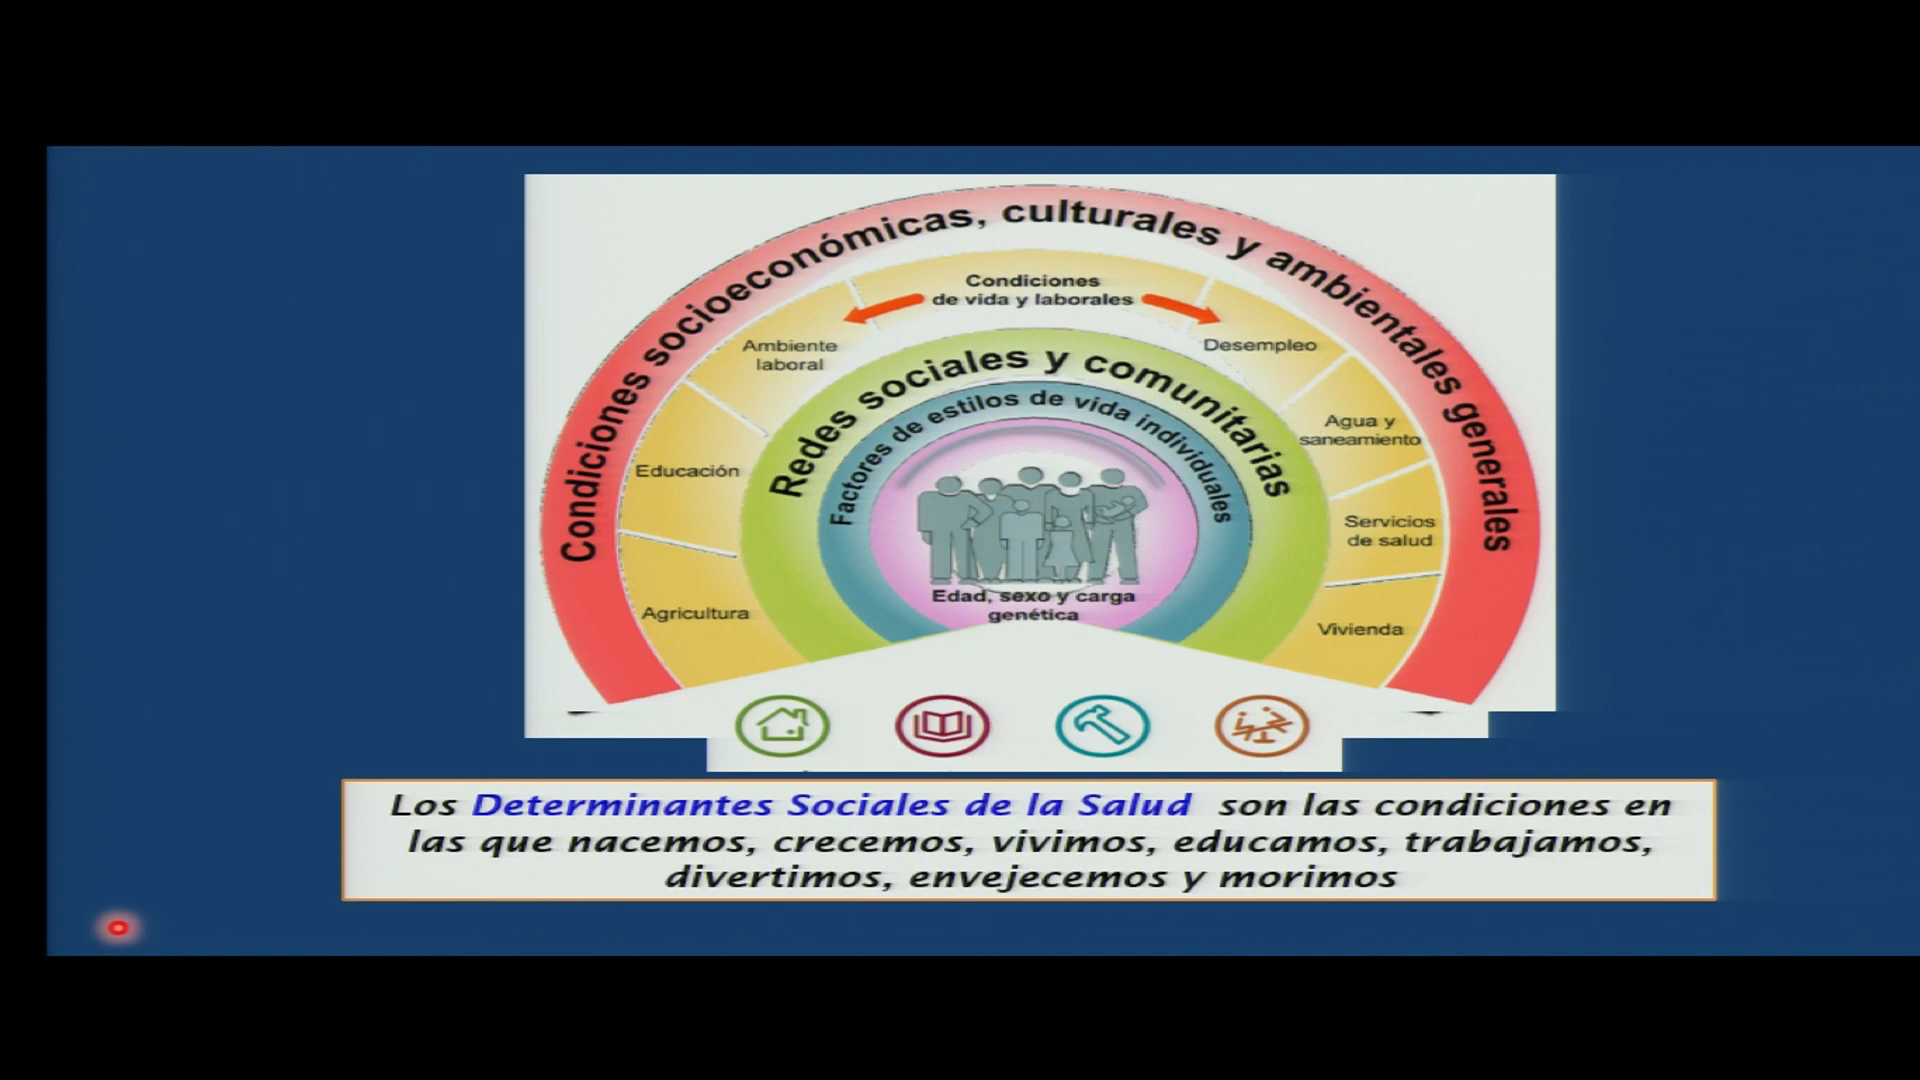 Condiciones socioeconómicas, culturales y ambientales generales
Condiciones
de vida y laborales
Ambiente
laboral
Desempleo
Redes sociales y comunitarias
Factores de estilos de vida individuales
Agua y
saneamiento
Educación
Servicios
de salud
Edad, sexo y carga
genética
Agricultura
Vivienda
Los Determinantes Sociales de la Salud son las condiciones en
las que nacemos, crecemos, vivimos, educamos, trabajamos,
divertimos, envejecemos y morimos